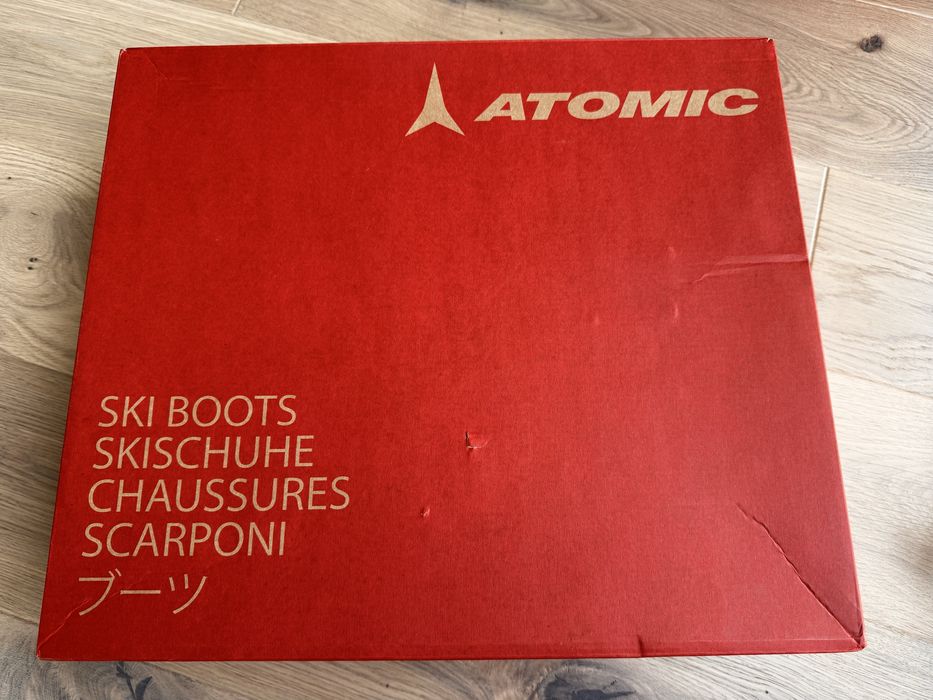 ATOMIC
SKI BOOTS
SKISCHUHE
CHAUSSURES
SCARPONI
ブーツ